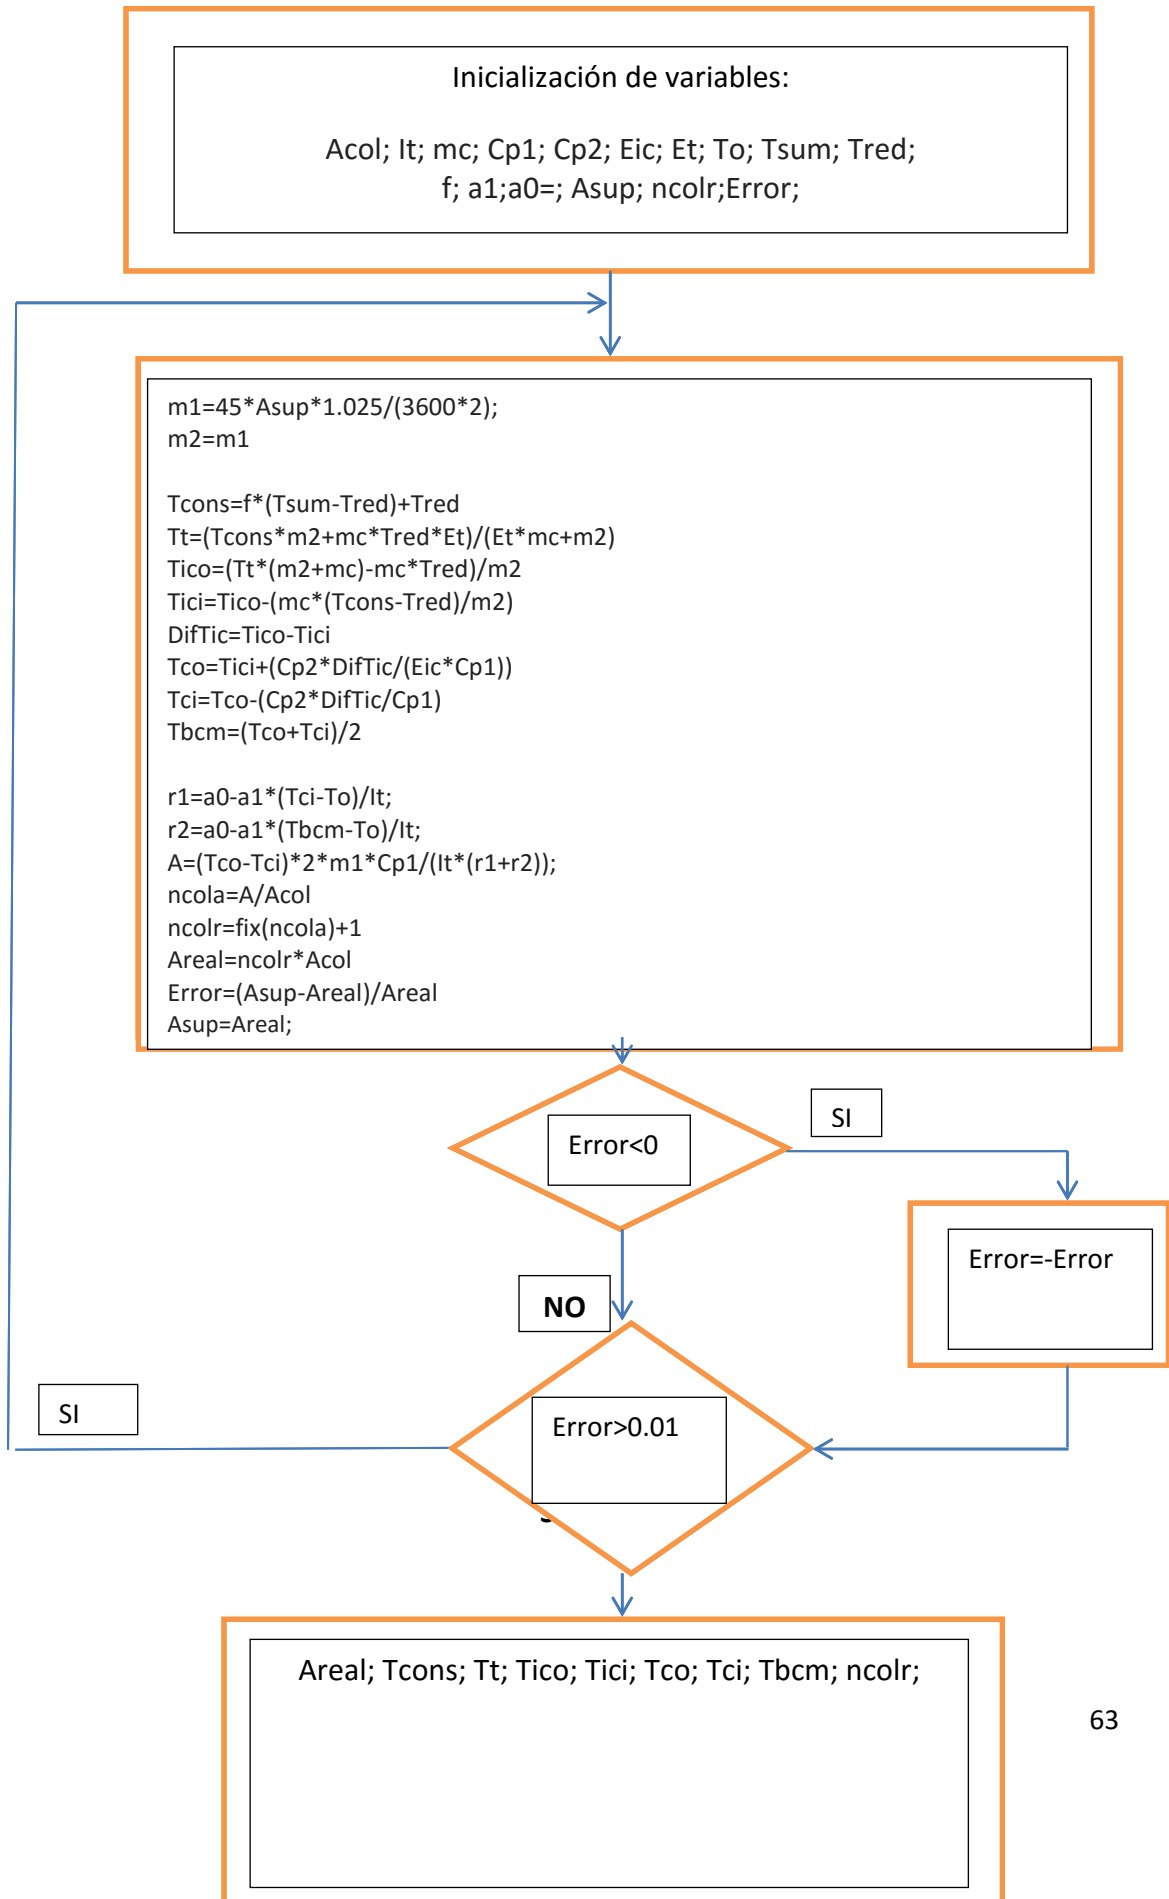 Inicialización de variables:
Acol; It; mc; Cp1; Cp2; Eic; Et; To; Tsum; Tred;
f; a1;a0=; Asup; ncolr;Error;
m1=45*Asup*1.025/(3600*2);
m2=m1
Tcons=f*(Tsum-Tred)+Tred
Tt=(Tcons*m2+mc*Tred*Et)/(Et*mc+m2)
Tico=(Tt*(m2+mc)-mc*Tred)/m2
Tici=Tico-(mc*(Tcons-Tred)/m2)
DifTic=Tico-Tici
Tco=Tici+(Cp2*DifTic/(Eic*Cp1))
Tci=Tco-(Cp2*DifTic/Cp1)
Tbcm=(Tco+Tci)/2
r1=a0-a1*(Tci-To)/It;
r2=a0-a1*(Tbcm-To)/It;
A=(Tco-Tci)*2*m1*Cp1/(It*(r1+r2));
ncola=A/Acol
ncolr=fix(ncola)+1
Areal=ncolr*Acol
Error=(Asup-Areal)/Areal
Asup=Areal;
Error<0
SI
Error=-Error
NO
SI
Error>0.01
Areal; Tcons; Tt; Tico; Tici; Tco; Tci; Tbcm; ncolr;
63